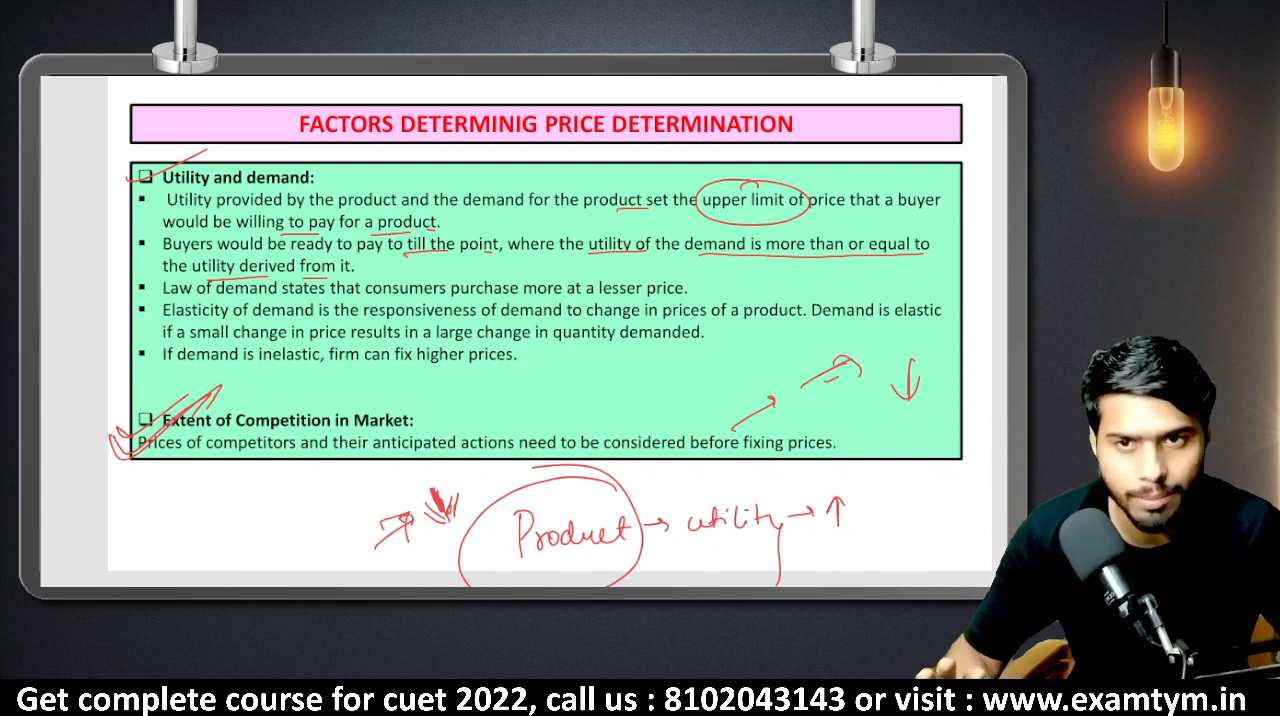 FACTORS DETERMINIG PRICE DETERMINATION
❑ Utility and demand:
▪ Utility provided by the product and the demand for the product set the upper limit of price that a buyer
would be willing to pay for a product.
▪ Buyers would be ready to pay to till the point, where the utility of the demand is more than or equal to
the utility derived from it.
▪ Law of demand states that consumers purchase more at a lesser price.
▪ Elasticity of demand is the responsiveness of demand to change in prices of a product. Demand is elastic
if a small change in price results in a large change in quantity demanded.
▪ If demand is inelastic, firm can fix higher prices.
❑ Extent of Competition in Market:
Prices of competitors and their anticipated actions need to be considered before fixing prices.
Product → utility → ↑
Get complete course for cuet 2022, call us : 8102043143 or visit : www.examtym.in